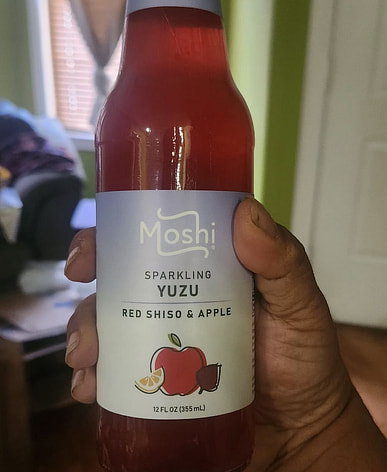 Moshi
SPARKLING
YUZU
RED SHISO & APPLE
12 FL OZ (355 mL)